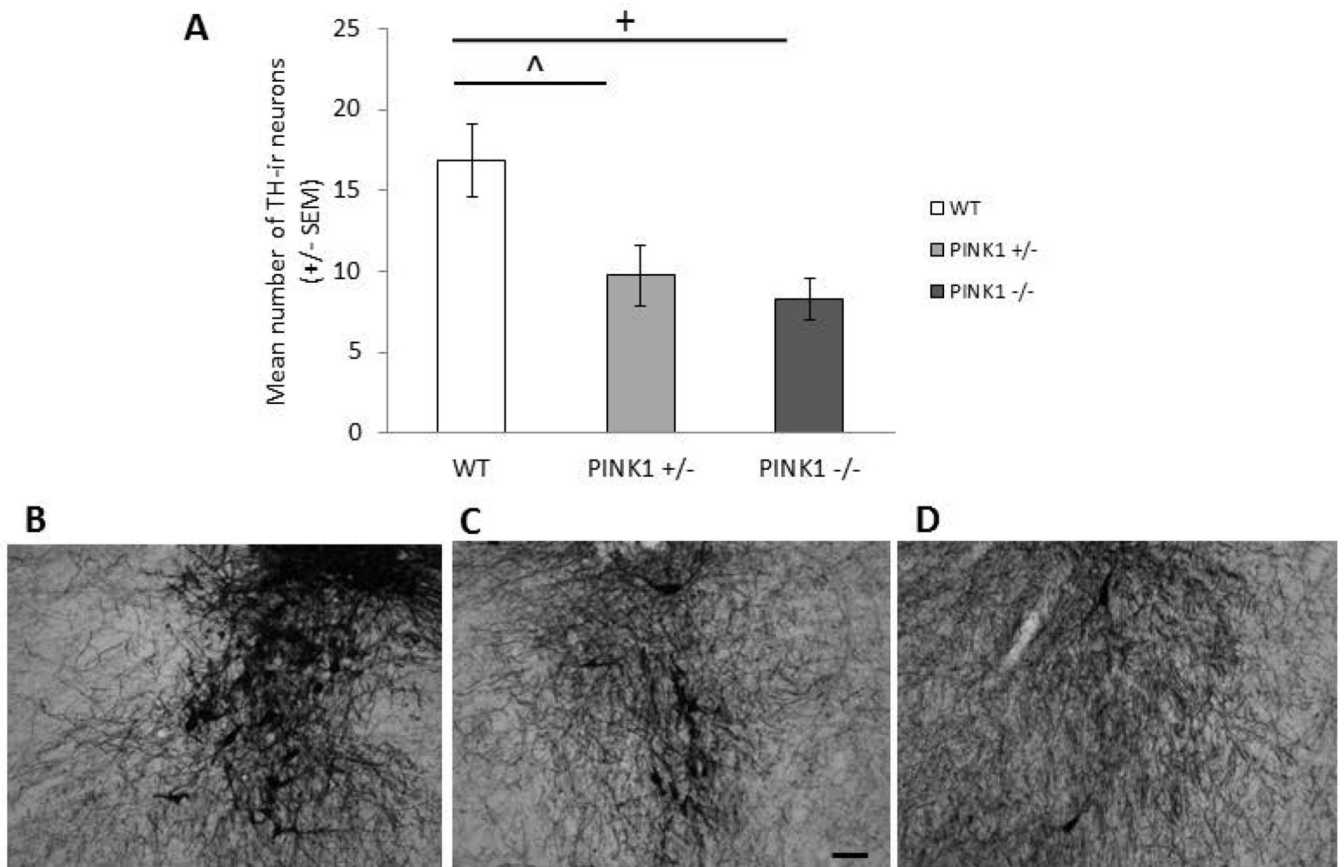 A
25
20
15
10
5
0
Mean number of TH-ir neurons
(+/- SEM)
+
^
WT
PINK1 +/-
PINK1 -/-
WT
PINK1 +/-
PINK1 -/-
B
C
D